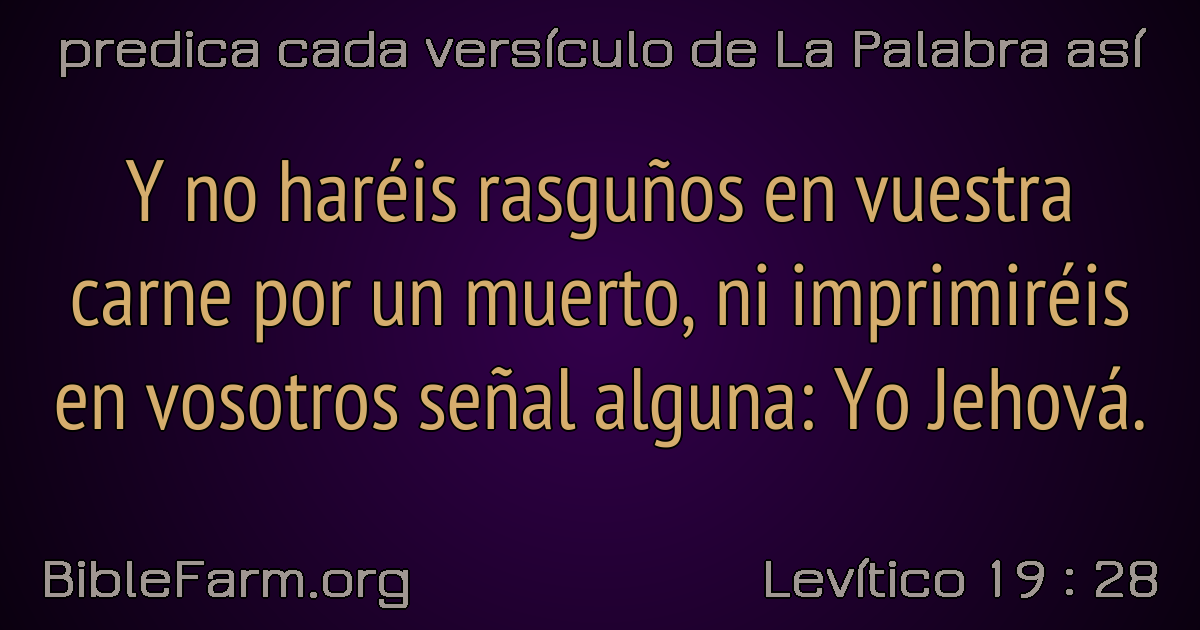 predica cada versículo de La Palabra así
Y no haréis rasguños en vuestra
carne por un muerto, ni imprimiréis
en vosotros señal alguna: Yo Jehová.
BibleFarm.org
Levítico 19 : 28